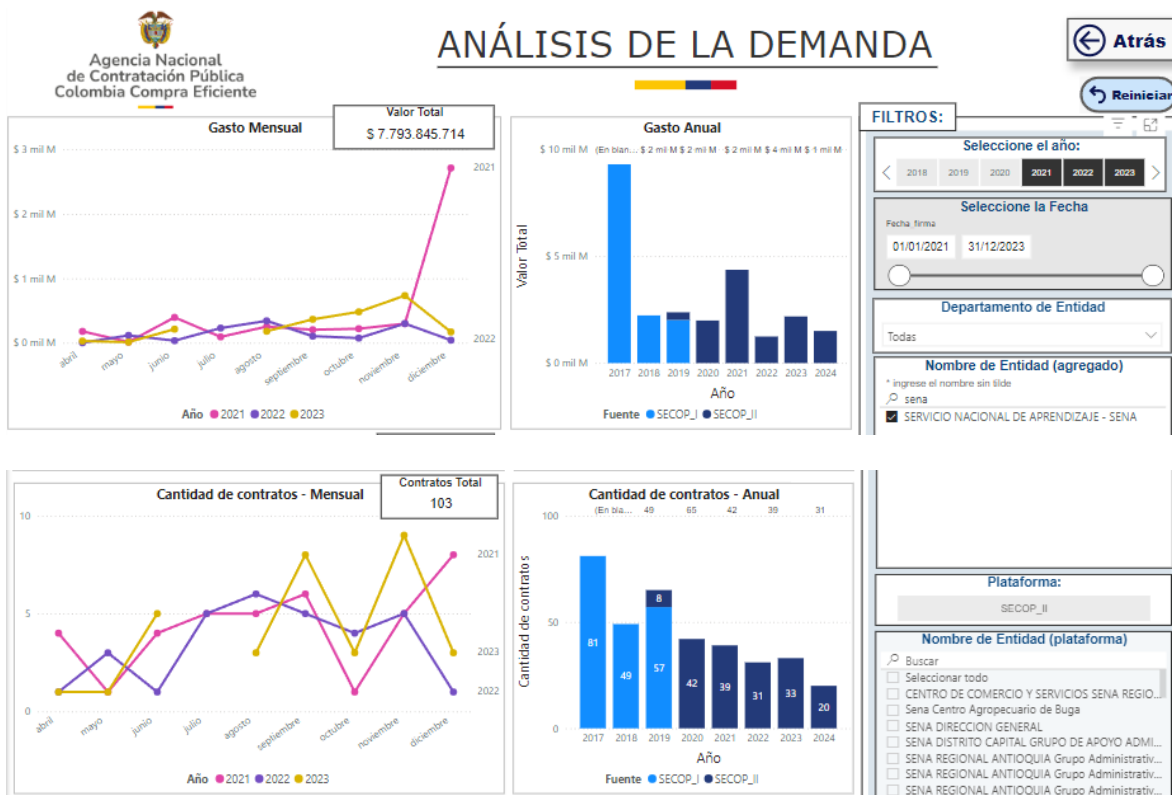 Agencia Nacional
de Contratación Pública
Colombia Compra Eficiente
ANÁLISIS DE LA DEMANDA
Atrás
Reiniciar
Gasto Mensual
Valor Total
$ 7.793.845.714
$ 3 mil M
$ 2 mil M
$ 1 mil M
$ 0 mil M
2021
2022
abril
mayo
junio
julio
agosto
septiembre
octubre
noviembre
diciembre
Año 2021 2022 2023
Gasto Anual
$ 10 mil M
(En blan... $ 2 mil M $ 2 mil M $ 2 mil M $ 4 mil M $ 1 mil M
$ 5 mil M
$ 0 mil M
Valor Total
2017 2018 2019 2020 2021 2022 2023 2024
Año
Fuente SECOP_I SECOP_II
FILTROS:
Seleccione el año:
2018 2019 2020 2021 2022 2023
Seleccione la Fecha
Fecha_firma
01/01/2021 31/12/2023
Departamento de Entidad
Todas
Nombre de Entidad (agregado)
* ingrese el nombre sin tilde
sena
SERVICIO NACIONAL DE APRENDIZAJE - SENA
Cantidad de contratos - Mensual
Contratos Total
103
10
5
0
2021
2023
2022
abril
mayo
junio
julio
agosto
septiembre
octubre
noviembre
diciembre
Año 2021 2022 2023
Cantidad de contratos - Anual
(En bla... 49 65 42 39 31
100
50
0
Cantidad de contratos
81 49 57 8 42 39 31 33 20
2017 2018 2019 2020 2021 2022 2023 2024
Año
Fuente SECOP_I SECOP_II
Plataforma:
SECOP_II
Nombre de Entidad (plataforma)
Buscar
Seleccionar todo
CENTRO DE COMERCIO Y SERVICIOS SENA REGIO...
Sena Centro Agropecuario de Buga
SENA DIRECCION GENERAL
SENA DISTRITO CAPITAL GRUPO DE APOYO ADMI...
SENA REGIONAL ANTIOQUIA Grupo Administrativ...
SENA REGIONAL ANTIOQUIA Grupo Administrativ...
SENA REGIONAL ANTIOQUIA Grupo Administrativ...